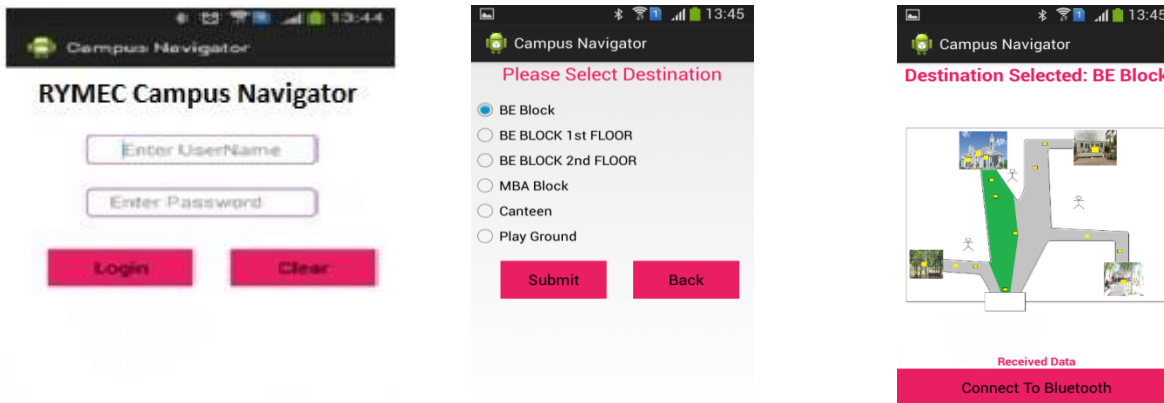 13:44
Campus Navigator
RYMEC Campus Navigator
Enter UserName
Enter Password
Login Clear
1 13:45
Campus Navigator
Please Select Destination
BE Block
BE BLOCK 1st FLOOR
BE BLOCK 2nd FLOOR
MBA Block
Canteen
Play Ground
Submit Back
13:45
Campus Navigator
Destination Selected: BE Block
Received Data
Connect To Bluetooth